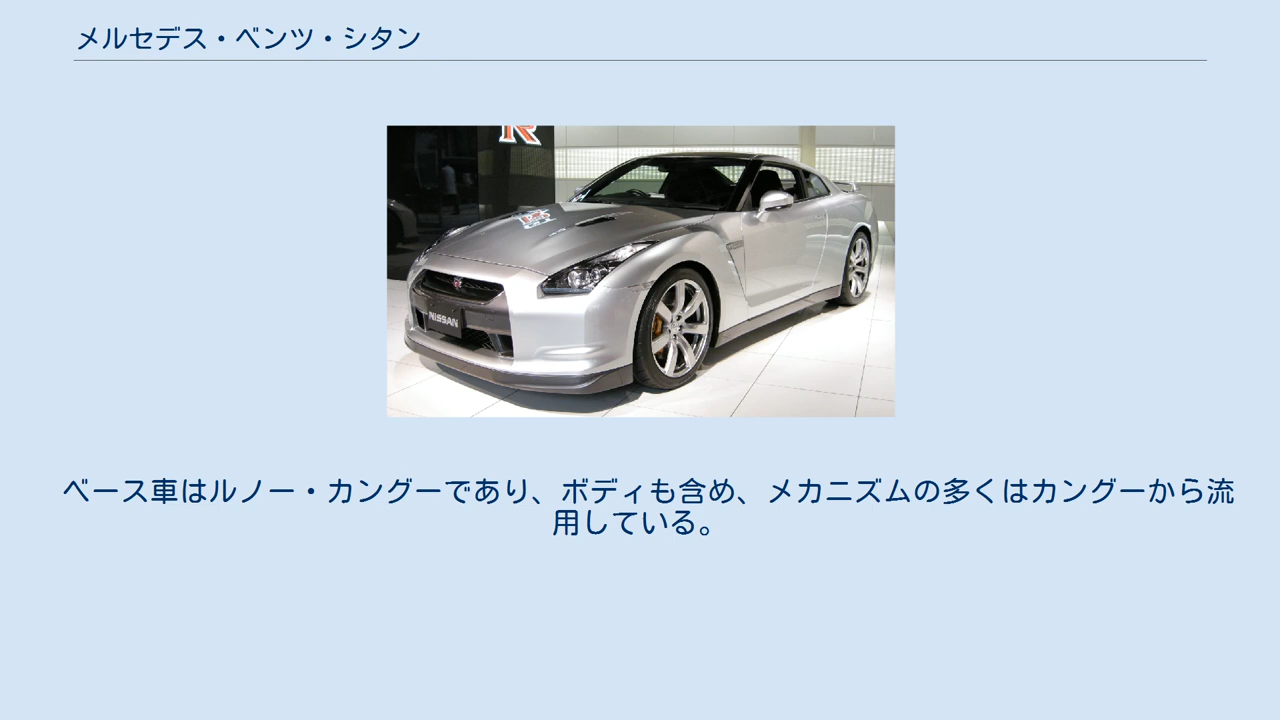 メルセデス・ベンツ・シタン
R
NISSAN
ベース車はルノー・カングーであり、ボディも含め、メカニズムの多くはカングーから流
用している。